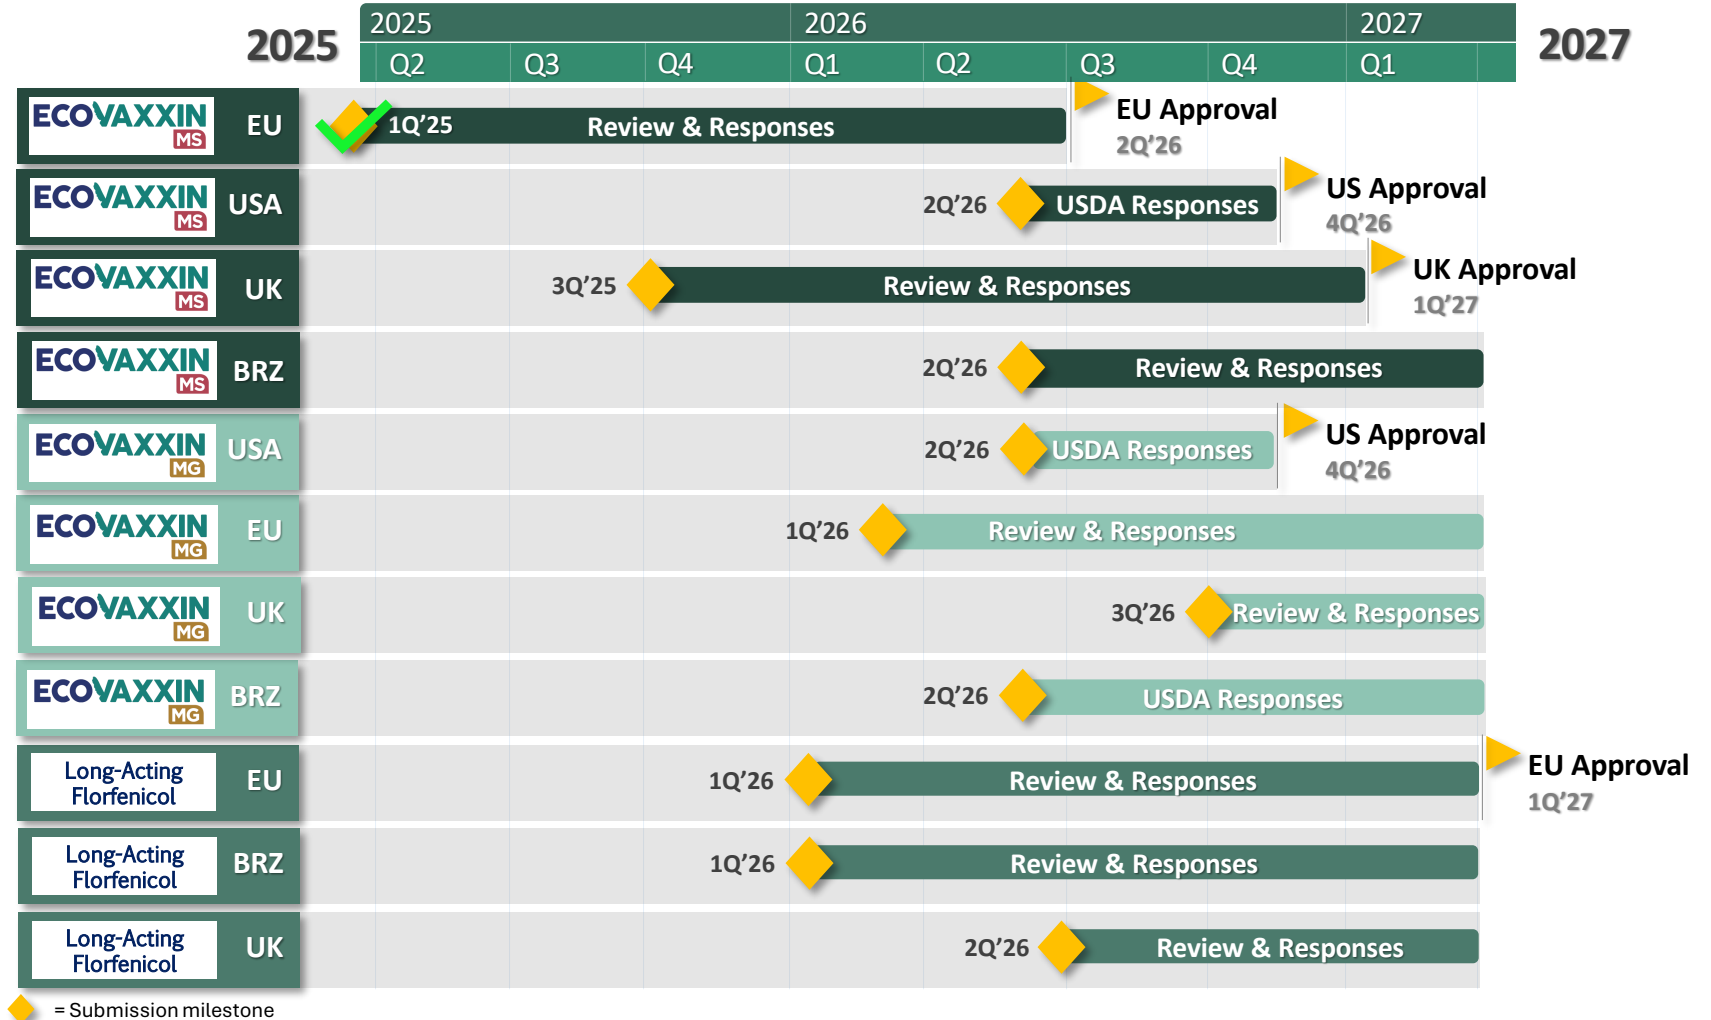 2025
2025 2026 2027
Q2 Q3 Q4 Q1 Q2 Q3 Q4 Q1
2027
ECOVAXXIN MS EU
1Q’25 Review & Responses
EU Approval
2Q’26
ECOVAXXIN MS USA
2Q’26 USDA Responses
US Approval
4Q’26
ECOVAXXIN MS UK
3Q’25 Review & Responses
UK Approval
1Q’27
ECOVAXXIN MS BRZ
2Q’26 Review & Responses
ECOVAXXIN MG USA
2Q’26 USDA Responses
US Approval
4Q’26
ECOVAXXIN MG EU
1Q’26 Review & Responses
ECOVAXXIN MG UK
3Q’26 Review & Responses
ECOVAXXIN MG BRZ
2Q’26 USDA Responses
Long-Acting
Florfenicol
EU
1Q’26 Review & Responses
EU Approval
1Q’27
Long-Acting
Florfenicol
BRZ
1Q’26 Review & Responses
Long-Acting
Florfenicol
UK
2Q’26 Review & Responses
= Submission milestone